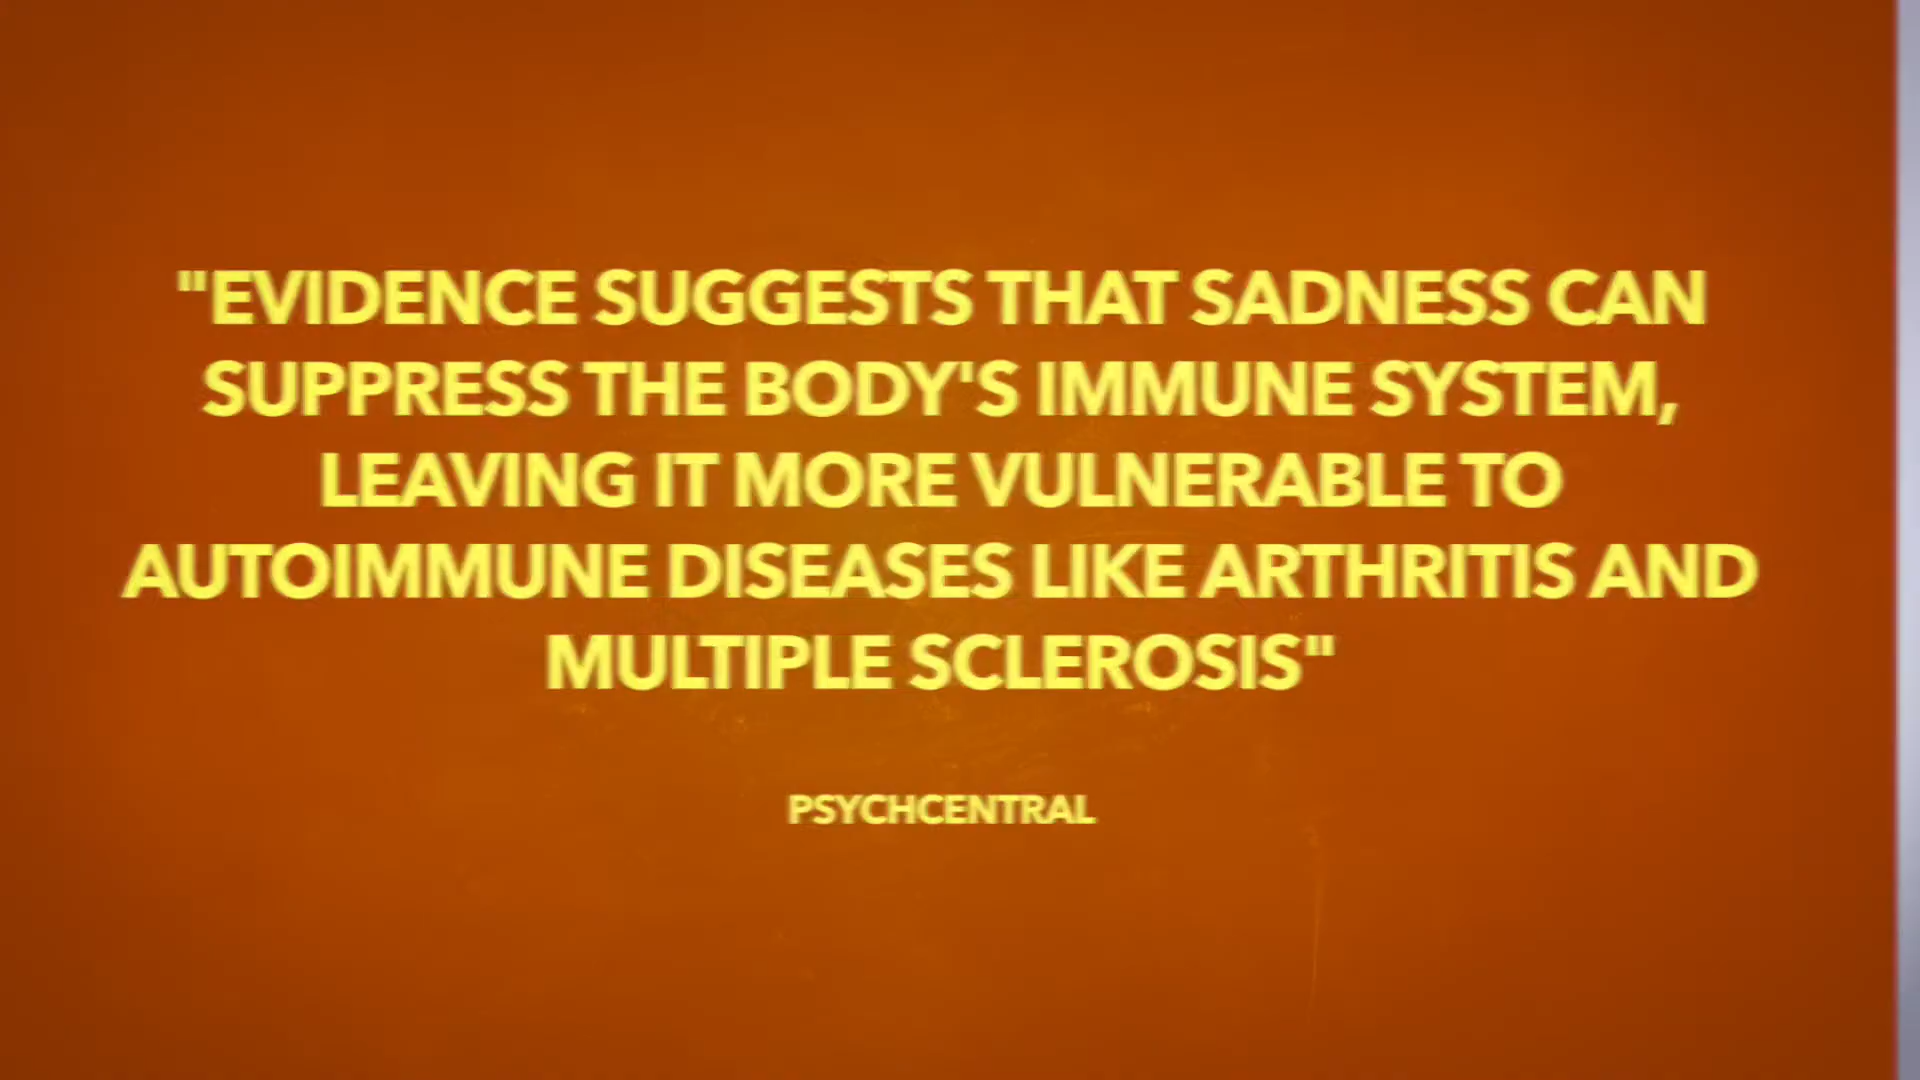 "EVIDENCE SUGGESTS THAT SADNESS CAN
SUPPRESS THE BODY'S IMMUNE SYSTEM,
LEAVING IT MORE VULNERABLE TO
AUTOIMMUNE DISEASES LIKE ARTHRITIS AND
MULTIPLE SCLEROSIS"
PSYCHCENTRAL